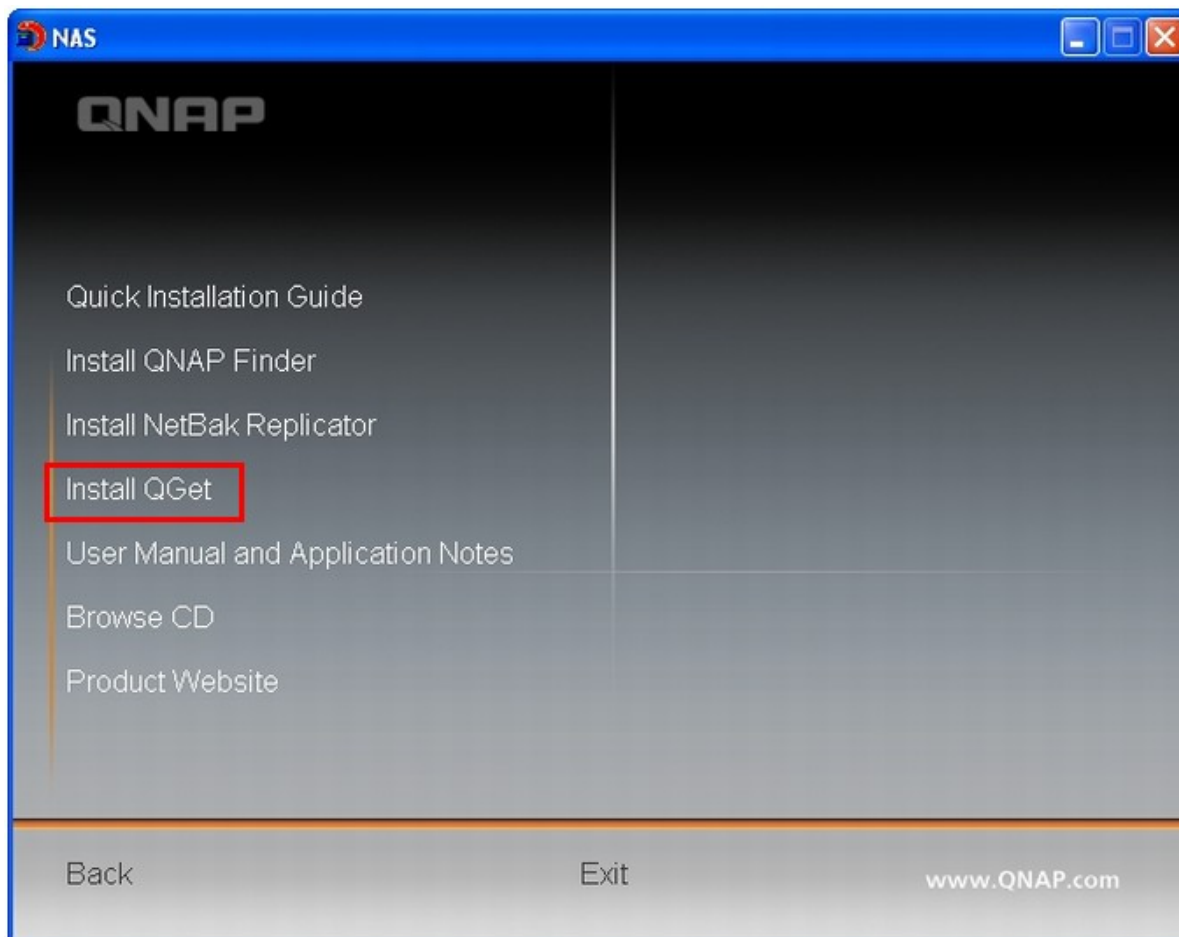 NAS
QNAP
Quick Installation Guide
Install QNAP Finder
Install NetBak Replicator
Install QGet
User Manual and Application Notes
Browse CD
Product Website
Back
Exit
www.QNAP.com